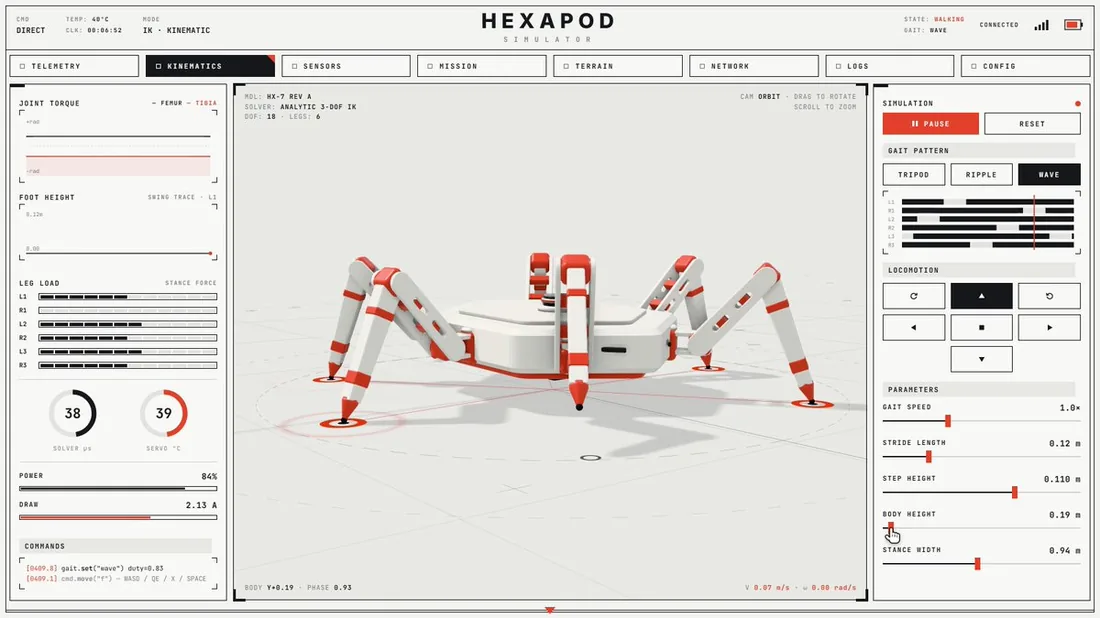 CMD
DIRECT
TEMP: 40°C
CLK: 00:06:52
MODE
IK · KINEMATIC
HEXAPOD
SIMULATOR
STATE: WALKING
GAIT: WAVE
CONNECTED
TELEMETRY
KINEMATICS
SENSORS
MISSION
TERRAIN
NETWORK
LOGS
CONFIG
JOINT TORQUE
— FEMUR — TIBIA
+rad
-rad
FOOT HEIGHT
SWING TRACE · L1
0.12m
0.00
LEG LOAD
STANCE FORCE
L1
R1
L2
R2
L3
R3
38
SOLVER µs
39
SERVO °C
POWER
84%
DRAW
2.13 A
COMMANDS
[0409.8] gait.set("wave") duty=0.83
[0409.1] cmd.move("f") — WASD / QE / X / SPACE
MDL: HX-7 REV A
SOLVER: ANALYTIC 3-DOF IK
DOF: 18 · LEGS: 6
CAM ORBIT · DRAG TO ROTATE
SCROLL TO ZOOM
BODY Y+0.19 · PHASE 0.93
V 0.07 m/s · ω 0.00 rad/s
SIMULATION
PAUSE
RESET
GAIT PATTERN
TRIPOD
RIPPLE
WAVE
L1
R1
L2
R2
L3
R3
LOCOMOTION
PARAMETERS
GAIT SPEED
1.0×
STRIDE LENGTH
0.12 m
STEP HEIGHT
0.110 m
BODY HEIGHT
0.19 m
STANCE WIDTH
0.94 m